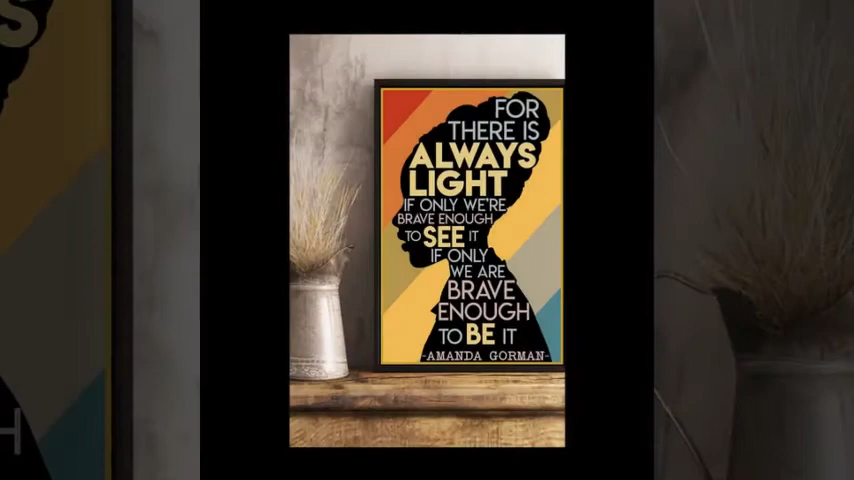 FOR
THERE IS
ALWAYS
LIGHT
IF ONLY WE'RE
BRAVE ENOUGH
TO SEE IT
IF ONLY
WE ARE
BRAVE
ENOUGH
TO BE IT
-AMANDA GORMAN-